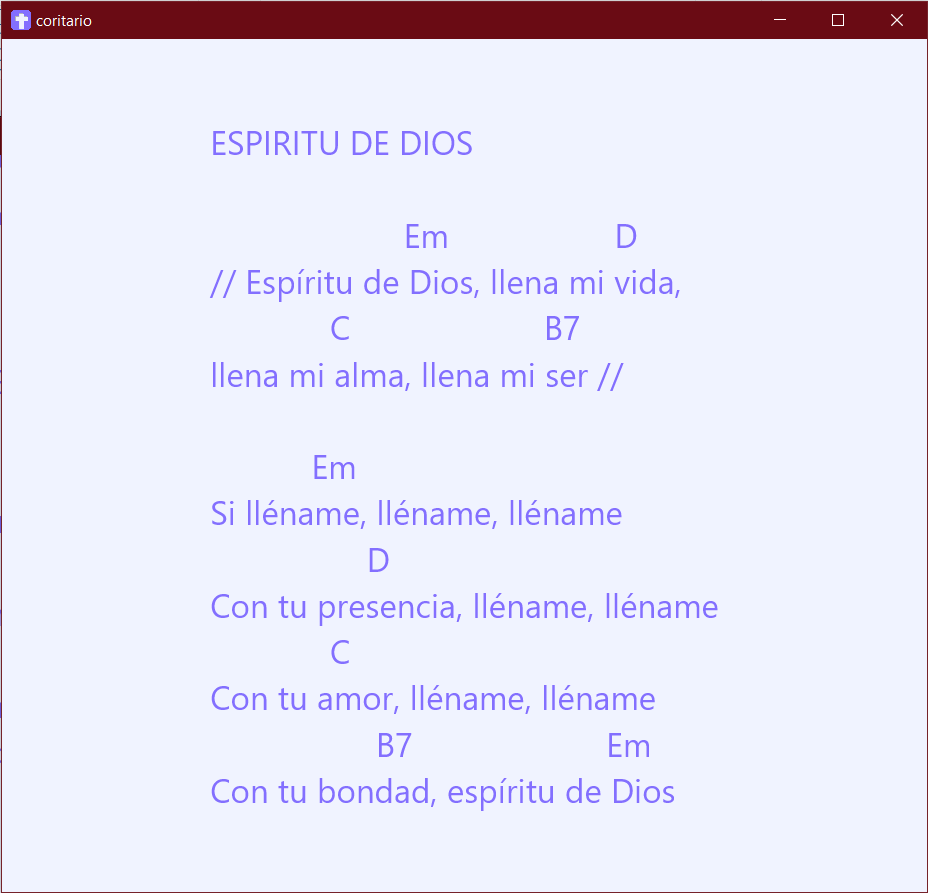 coritario
ESPIRITU DE DIOS
Em D
// Espíritu de Dios, llena mi vida,
C B7
llena mi alma, llena mi ser //
Em
Si lléname, lléname, lléname
D
Con tu presencia, lléname, lléname
C
Con tu amor, lléname, lléname
B7 Em
Con tu bondad, espíritu de Dios